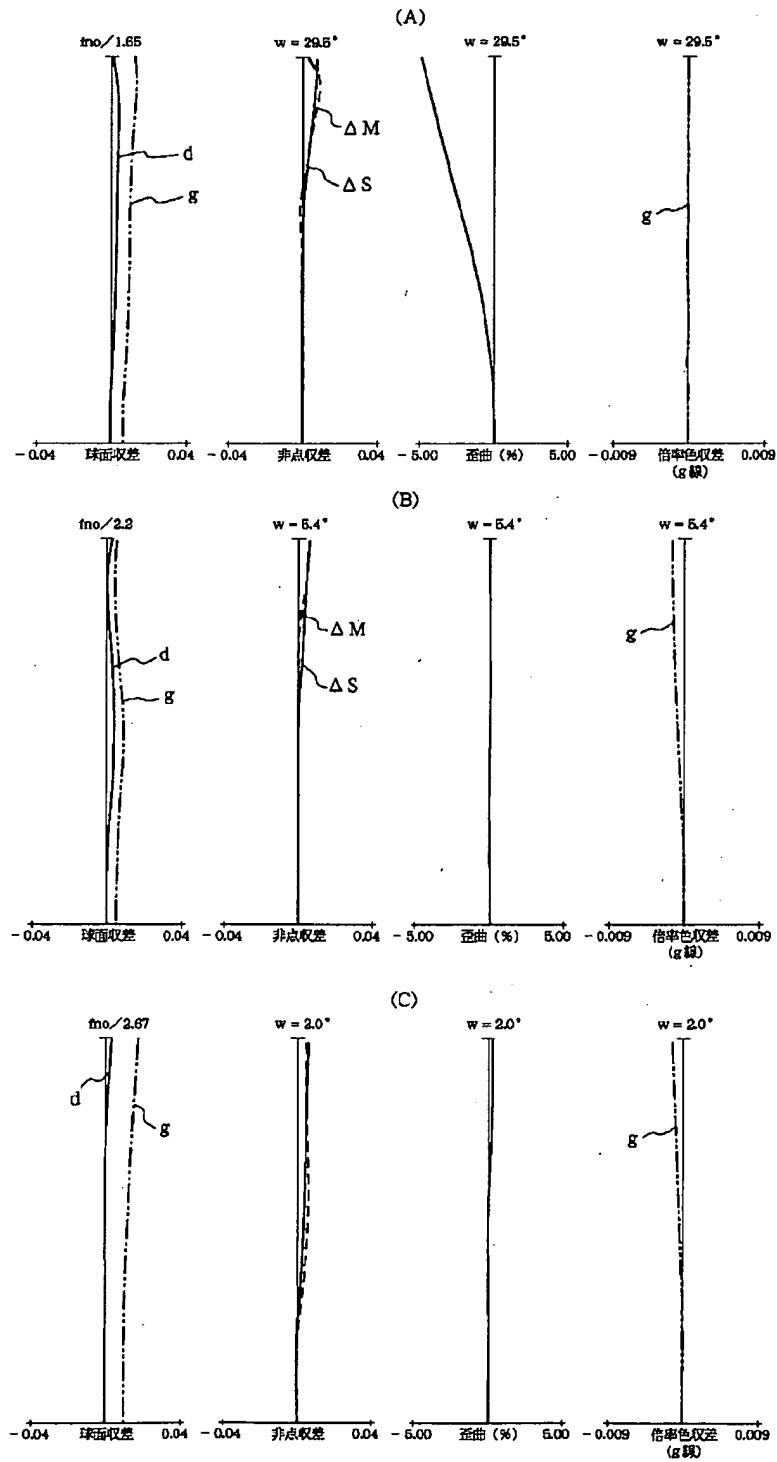 (A)
fno/1.65
w = 29.5°
w = 29.5°
w = 29.5°
ΔM
d
ΔS
g
g
-0.04 球面収差 0.04
-0.04 非点収差 0.04
-5.00 歪曲 (%) 5.00
-0.009 倍率色収差 0.009
(g線)
(B)
fno/2.2
w = 5.4°
w = 5.4°
w = 5.4°
ΔM
g
d
ΔS
g
-0.04 球面収差 0.04
-0.04 非点収差 0.04
-5.00 歪曲 (%) 5.00
-0.009 倍率色収差 0.009
(g線)
(C)
fno/2.67
w = 2.0°
w = 2.0°
w = 2.0°
d
g
g
-0.04 球面収差 0.04
-0.04 非点収差 0.04
-5.00 歪曲 (%) 5.00
-0.009 倍率色収差 0.009
(g線)